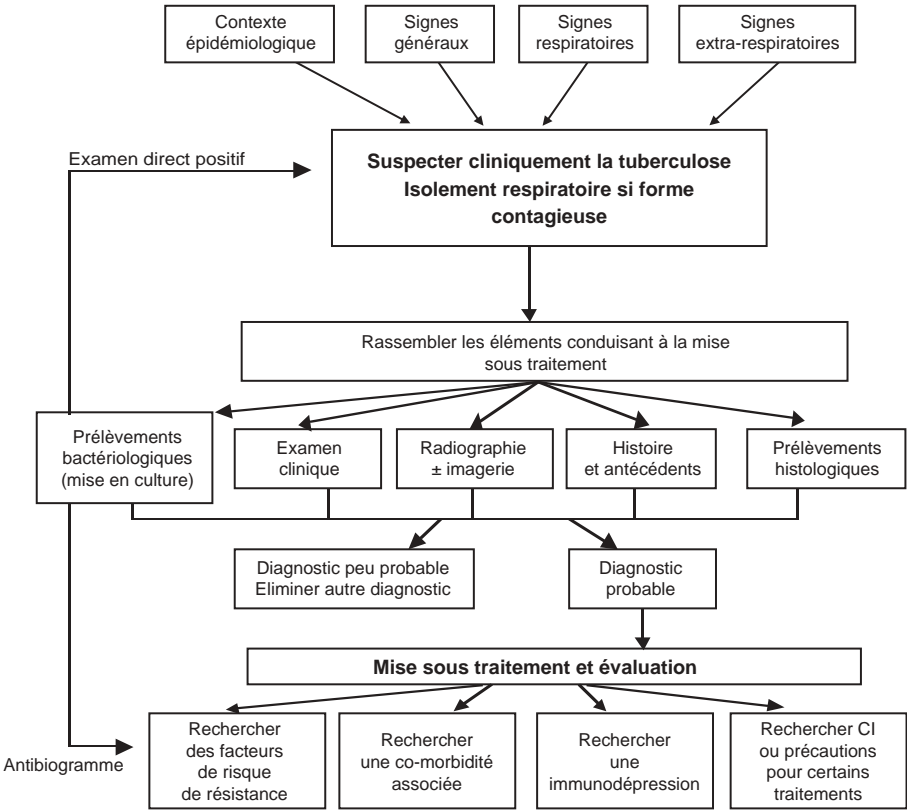 Contexte
épidémiologique
Signes
généraux
Signes
respiratoires
Signes
extra-respiratoires
Examen direct positif
Suspecter cliniquement la tuberculose
Isolement respiratoire si forme
contagieuse
Rassembler les éléments conduisant à la mise
sous traitement
Prélèvements
bactériologiques
(mise en culture)
Examen
clinique
Radiographie
± imagerie
Histoire
et antécédents
Prélèvements
histologiques
Diagnostic peu probable
Eliminer autre diagnostic
Diagnostic
probable
Mise sous traitement et évaluation
Antibiogramme
Rechercher
des facteurs
de risque
de résistance
Rechercher
une co-morbidité
associée
Rechercher
une
immunodépression
Rechercher CI
ou précautions
pour certains
traitements